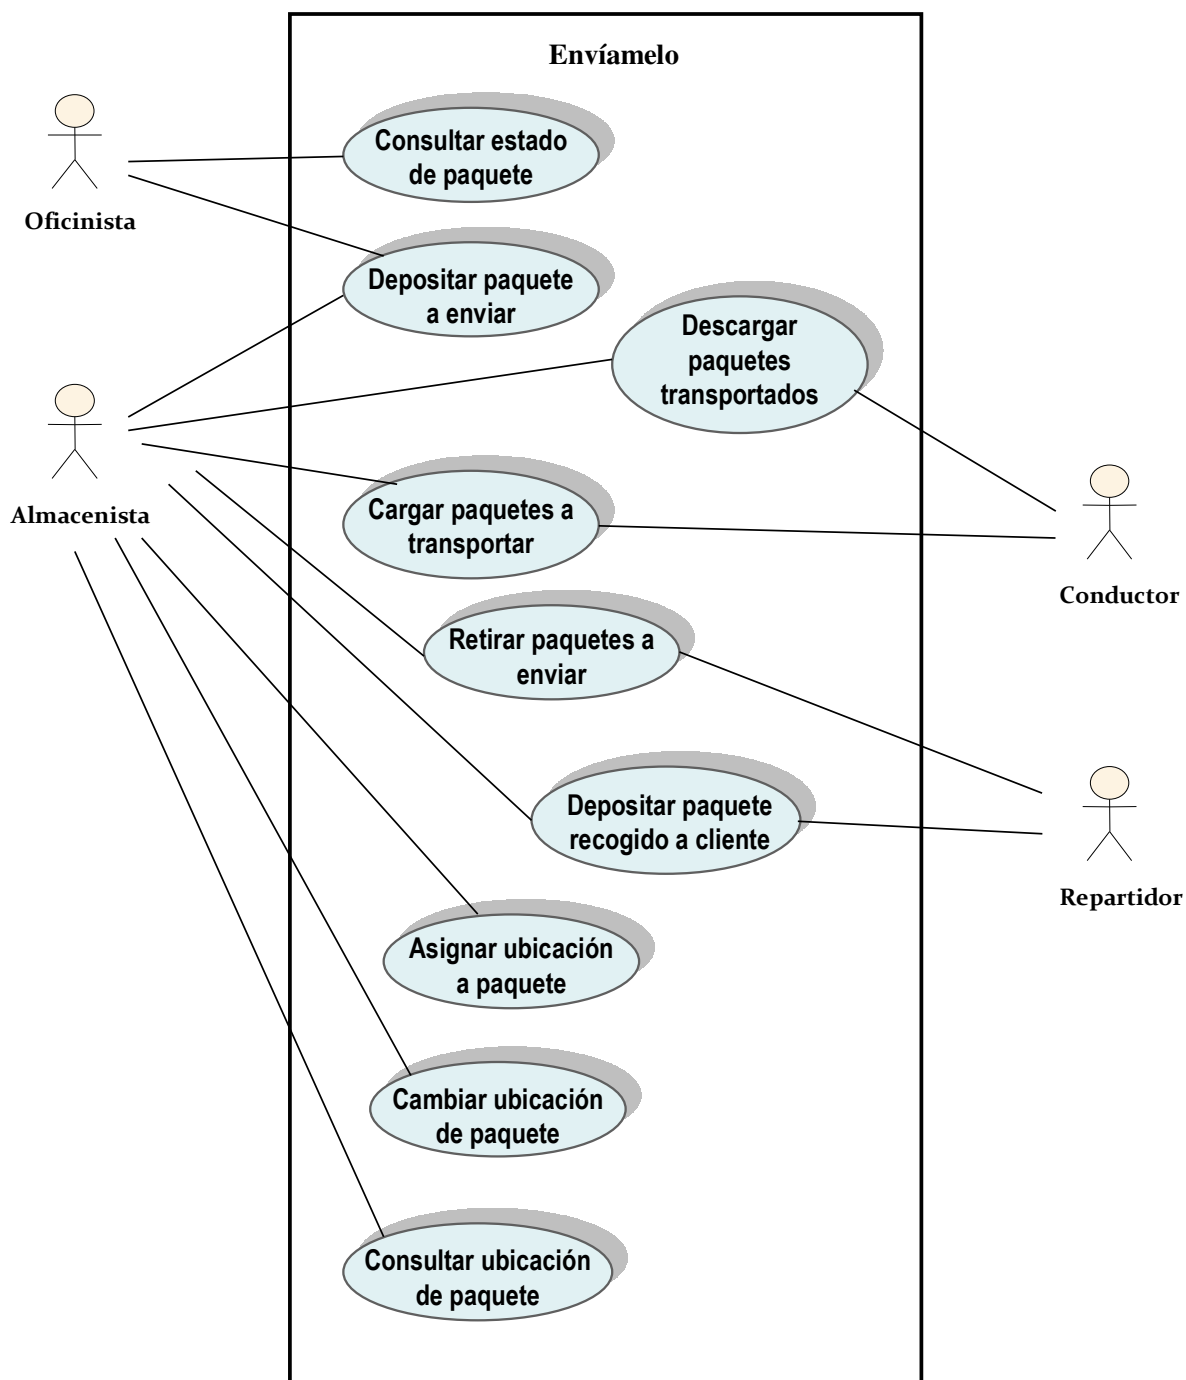 Envíamelo
Consultar estado
de paquete
Oficinista
Depositar paquete
a enviar
Descargar
paquetes
transportados
Almacenista
Cargar paquetes a
transportar
Conductor
Retirar paquetes a
enviar
Depositar paquete
recogido a cliente
Repartidor
Asignar ubicación
a paquete
Cambiar ubicación
de paquete
Consultar ubicación
de paquete